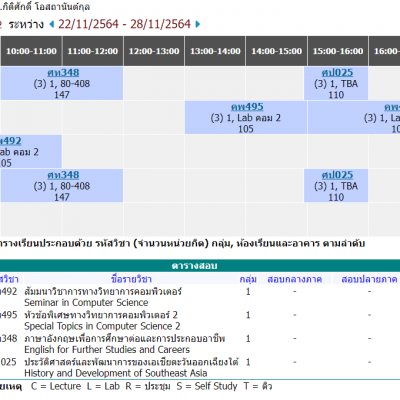 .กิติศักดิ์ โอสถานันต์กุล
ระหว่าง 22/11/2564 - 28/11/2564
10:00-11:00 11:00-12:00 12:00-13:00 13:00-14:00 14:00-15:00 15:00-16:00 16:00-
ศท348 ศป025
(3) 1, 80-408 (3) 1, TBA
147 110
คพ495 คพ4
(3) 1, Lab คอม 2 (3) 1, La
105 10
492
ab คอม 2
05
ศท348 ศป025
(3) 1, 80-408 (3) 1, TBA
147 110
ารางเรียนประกอบด้วย รหัสวิชา (จำนวนหน่วยกิต) กลุ่ม, ห้องเรียนและอาคาร ตามลำดับ
ตารางสอบ
สวิชา ชื่อรายวิชา กลุ่ม สอบกลางภาค สอบปลายภาค
492 สัมมนาวิชาการทางวิทยาการคอมพิวเตอร์ 1 - -
Seminar in Computer Science
495 หัวข้อพิเศษทางวิทยาการคอมพิวเตอร์ 2 1 - -
Special Topics in Computer Science 2
348 ภาษาอังกฤษเพื่อการศึกษาต่อและการประกอบอาชีพ 1 - -
English for Further Studies and Careers
025 ประวัติศาสตร์และพัฒนาการของเอเชียตะวันออกเฉียงใต้ 1 - -
History and Development of Southeast Asia
ยเหตุ C = Lecture L = Lab R = ประชุม S = Self Study T = ติว